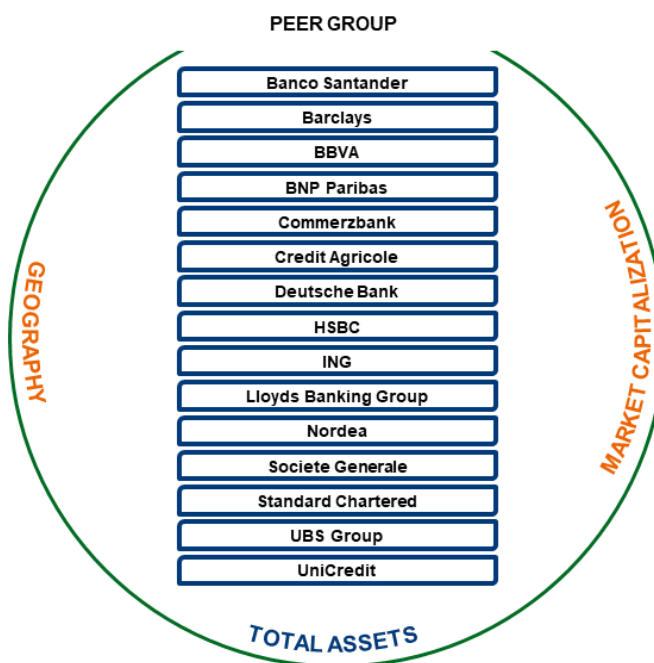 PEER GROUP
Banco Santander
Barclays
BBVA
BNP Paribas
Commerzbank
Credit Agricole
Deutsche Bank
HSBC
ING
Lloyds Banking Group
Nordea
Societe Generale
Standard Chartered
UBS Group
UniCredit
GEOGRAPHY
MARKET CAPITALIZATION
TOTAL ASSETS